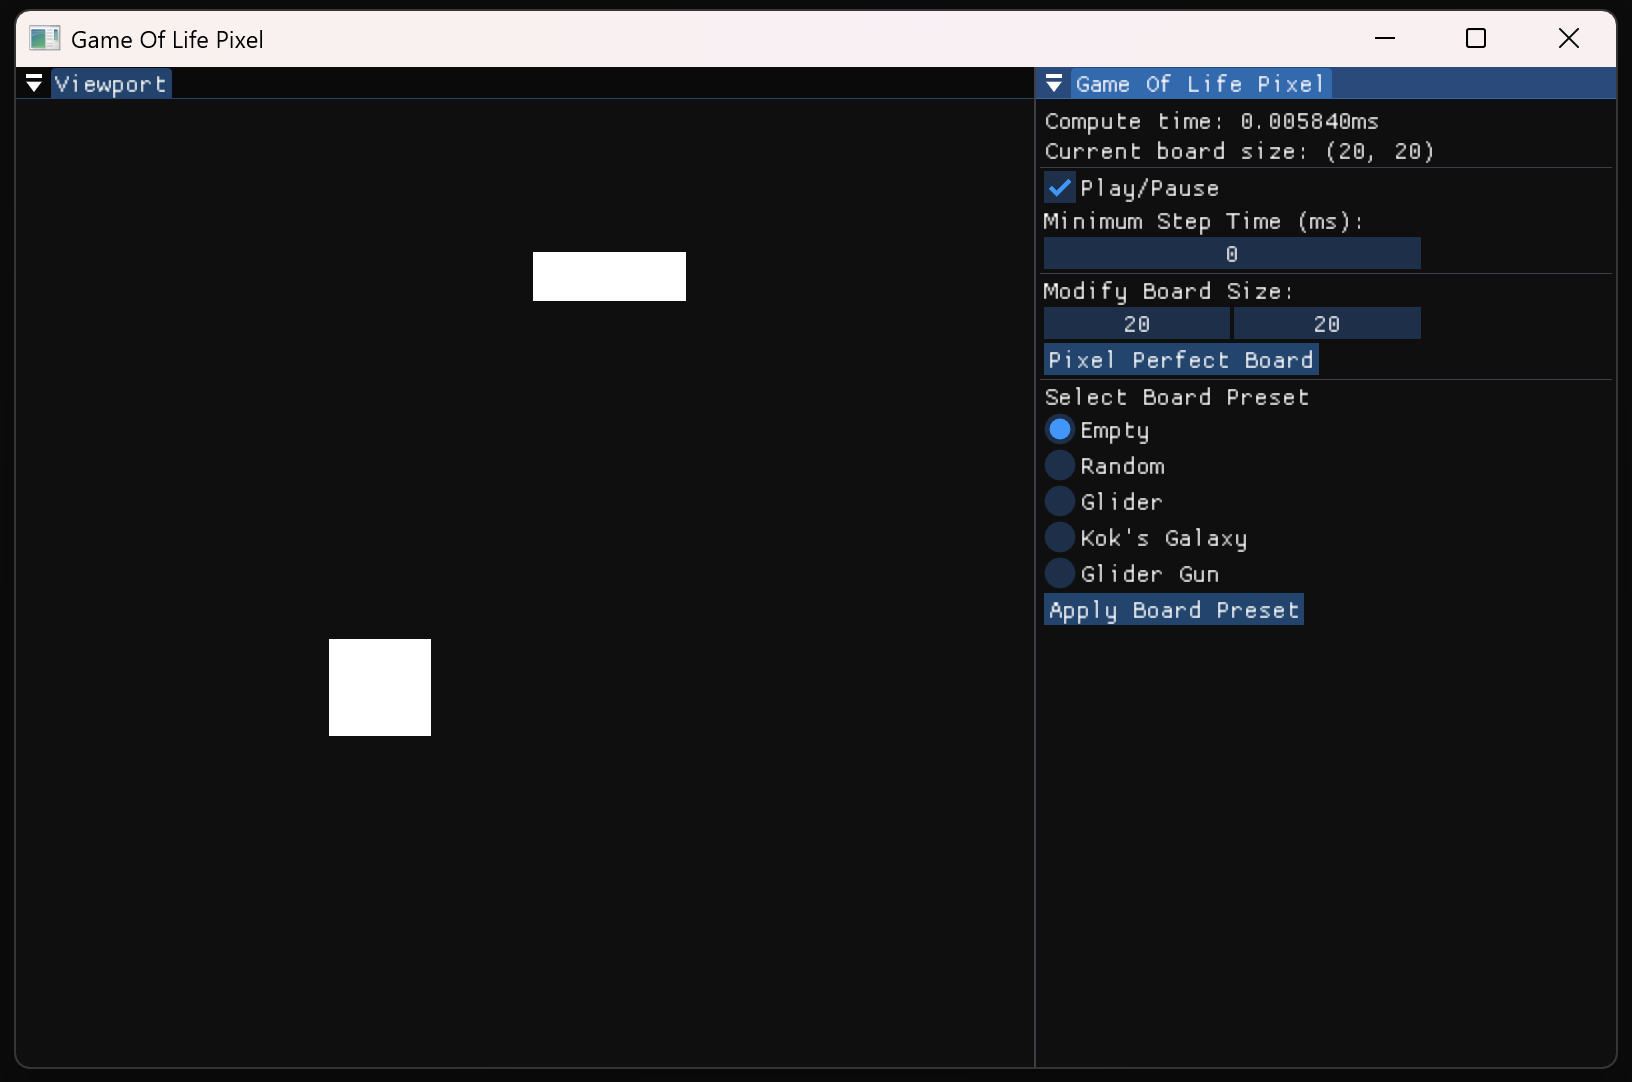 Game Of Life Pixel
Viewport
Game Of Life Pixel
Compute time: 0.005840ms
Current board size: (20, 20)
Play/Pause
Minimum Step Time (ms):
0
Modify Board Size:
20 20
Pixel Perfect Board
Select Board Preset
Empty
Random
Glider
Kok's Galaxy
Glider Gun
Apply Board Preset